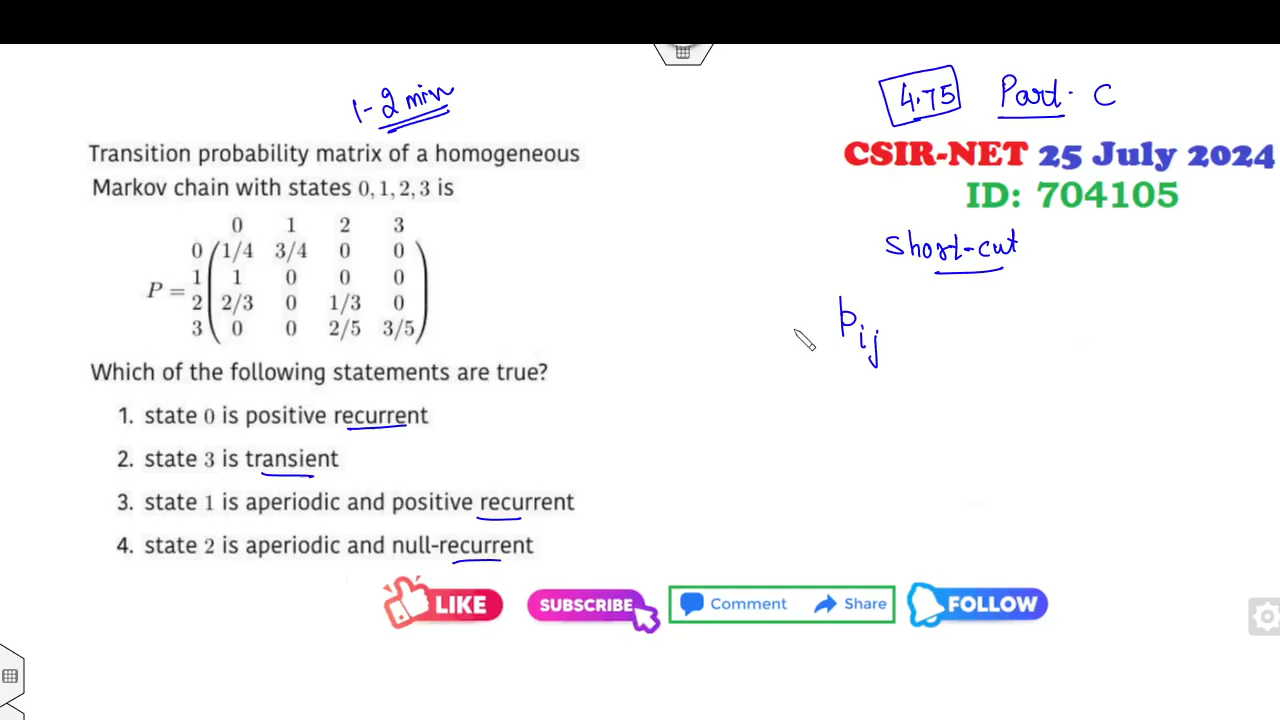 1-2 min
4.75 Part- C
Transition probability matrix of a homogeneous
Markov chain with states 0, 1, 2, 3 is
CSIR-NET 25 July 2024
ID: 704105
0 1 2 3
0 1/4 3/4 0 0
1 1 0 0 0
P =
2 2/3 0 1/3 0
3 0 0 2/5 3/5
Short-cut
pij
Which of the following statements are true?
1. state 0 is positive recurrent
2. state 3 is transient
3. state 1 is aperiodic and positive recurrent
4. state 2 is aperiodic and null-recurrent
LIKE SUBSCRIBE Comment Share FOLLOW